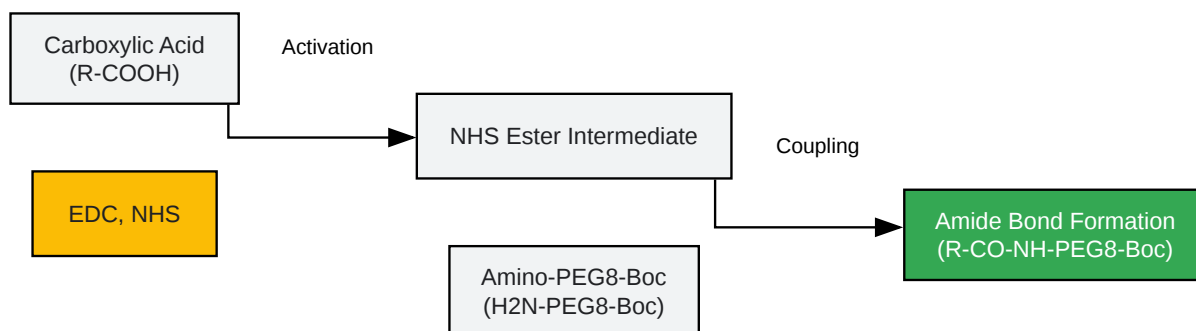 Carboxylic Acid
(R-COOH)
Activation
NHS Ester Intermediate
Coupling
EDC, NHS
Amide Bond Formation
(R-CO-NH-PEG8-Boc)
Amino-PEG8-Boc
(H2N-PEG8-Boc)